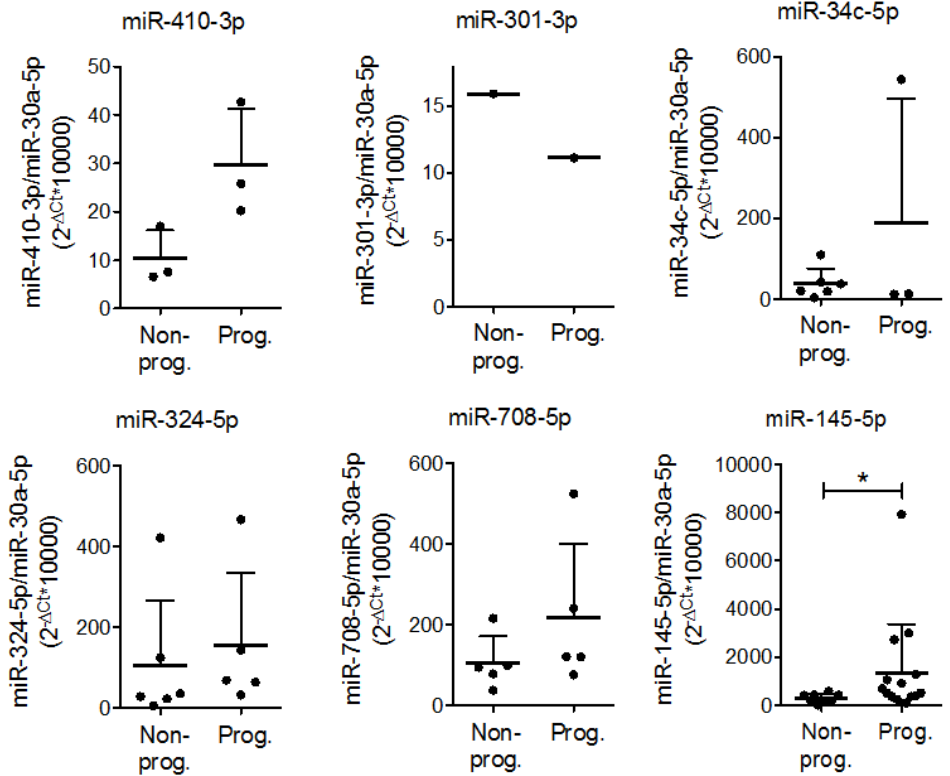 miR-410-3p
miR-410-3p/miR-30a-5p
(2-ΔCt*10000)
50
40
30
20
10
0
Non-
prog.
Prog.
miR-301-3p
miR-301-3p/miR-30a-5p
(2-ΔCt*10000)
15
10
5
0
Non-
prog.
Prog.
miR-34c-5p
miR-34c-5p/miR-30a-5p
(2-ΔCt*10000)
600
400
200
0
Non-
prog.
Prog.
miR-324-5p
miR-324-5p/miR-30a-5p
(2-ΔCt*10000)
600
400
200
0
Non-
prog.
Prog.
miR-708-5p
miR-708-5p/miR-30a-5p
(2-ΔCt*10000)
600
400
200
0
Non-
prog.
Prog.
miR-145-5p
miR-145-5p/miR-30a-5p
(2-ΔCt*10000)
10000
8000
6000
4000
2000
0
*
Non-
prog.
Prog.